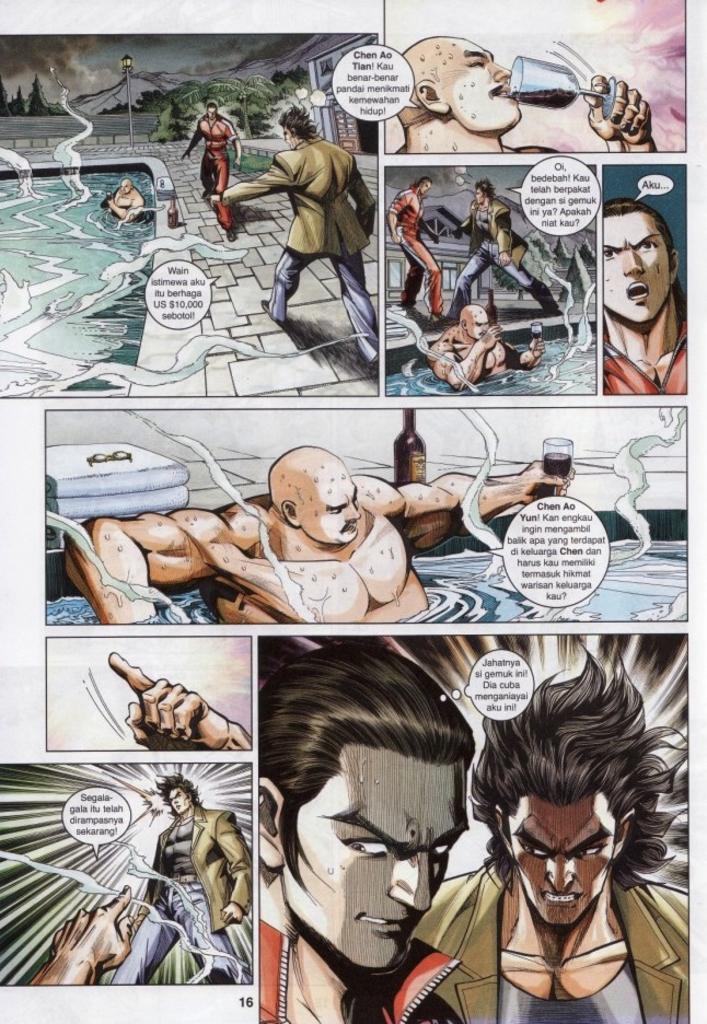 Chen Ao
Tian! Kau
benar-benar
pandai menikmati
kemewahan
hidup!
8
Wain
istimewa aku
itu berhaga
US $10,000
sebotol!
Oi,
bedebah! Kau
telah berpakat
dengan si gemuk
ini ya? Apakah
niat kau?
Aku...
Chen Ao
Yun! Kan engkau
ingin mengambil
balik apa yang terdapat
di keluarga Chen dan
harus kau memiliki
termasuk hikmat
warisan keluarga
kau?
Jahatnya
si gemuk ini!
Dia cuba
menganiayai
aku ini!
Segala-
gala itu telah
dirampasnya
sekarang!
16